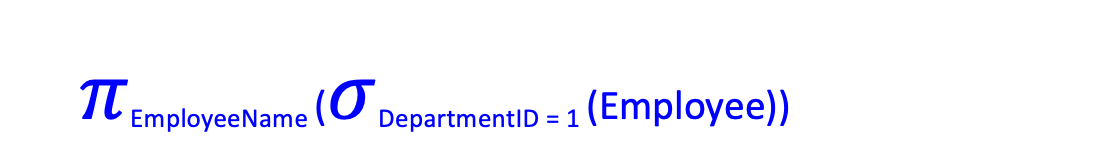 π EmployeeName (σ DepartmentID = 1 (Employee))